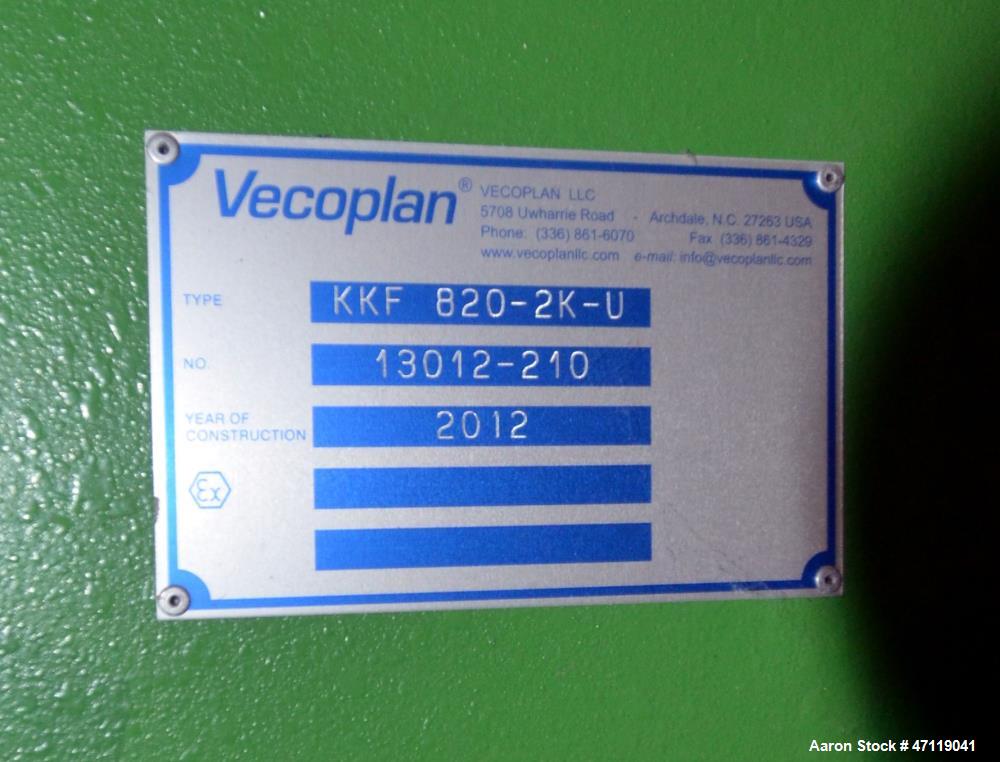 Vecoplan® VECOPLAN LLC
5708 Uwharrie Road - Archdale, N.C. 27263 USA
Phone: (336) 861-6070 Fax (336) 861-4329
www.vecoplanllc.com e-mail: info@vecoplanllc.com
TYPE KKF 820-2K-U
NO. 13012-210
YEAR OF
CONSTRUCTION 2012
Ex
Aaron Stock # 47119041